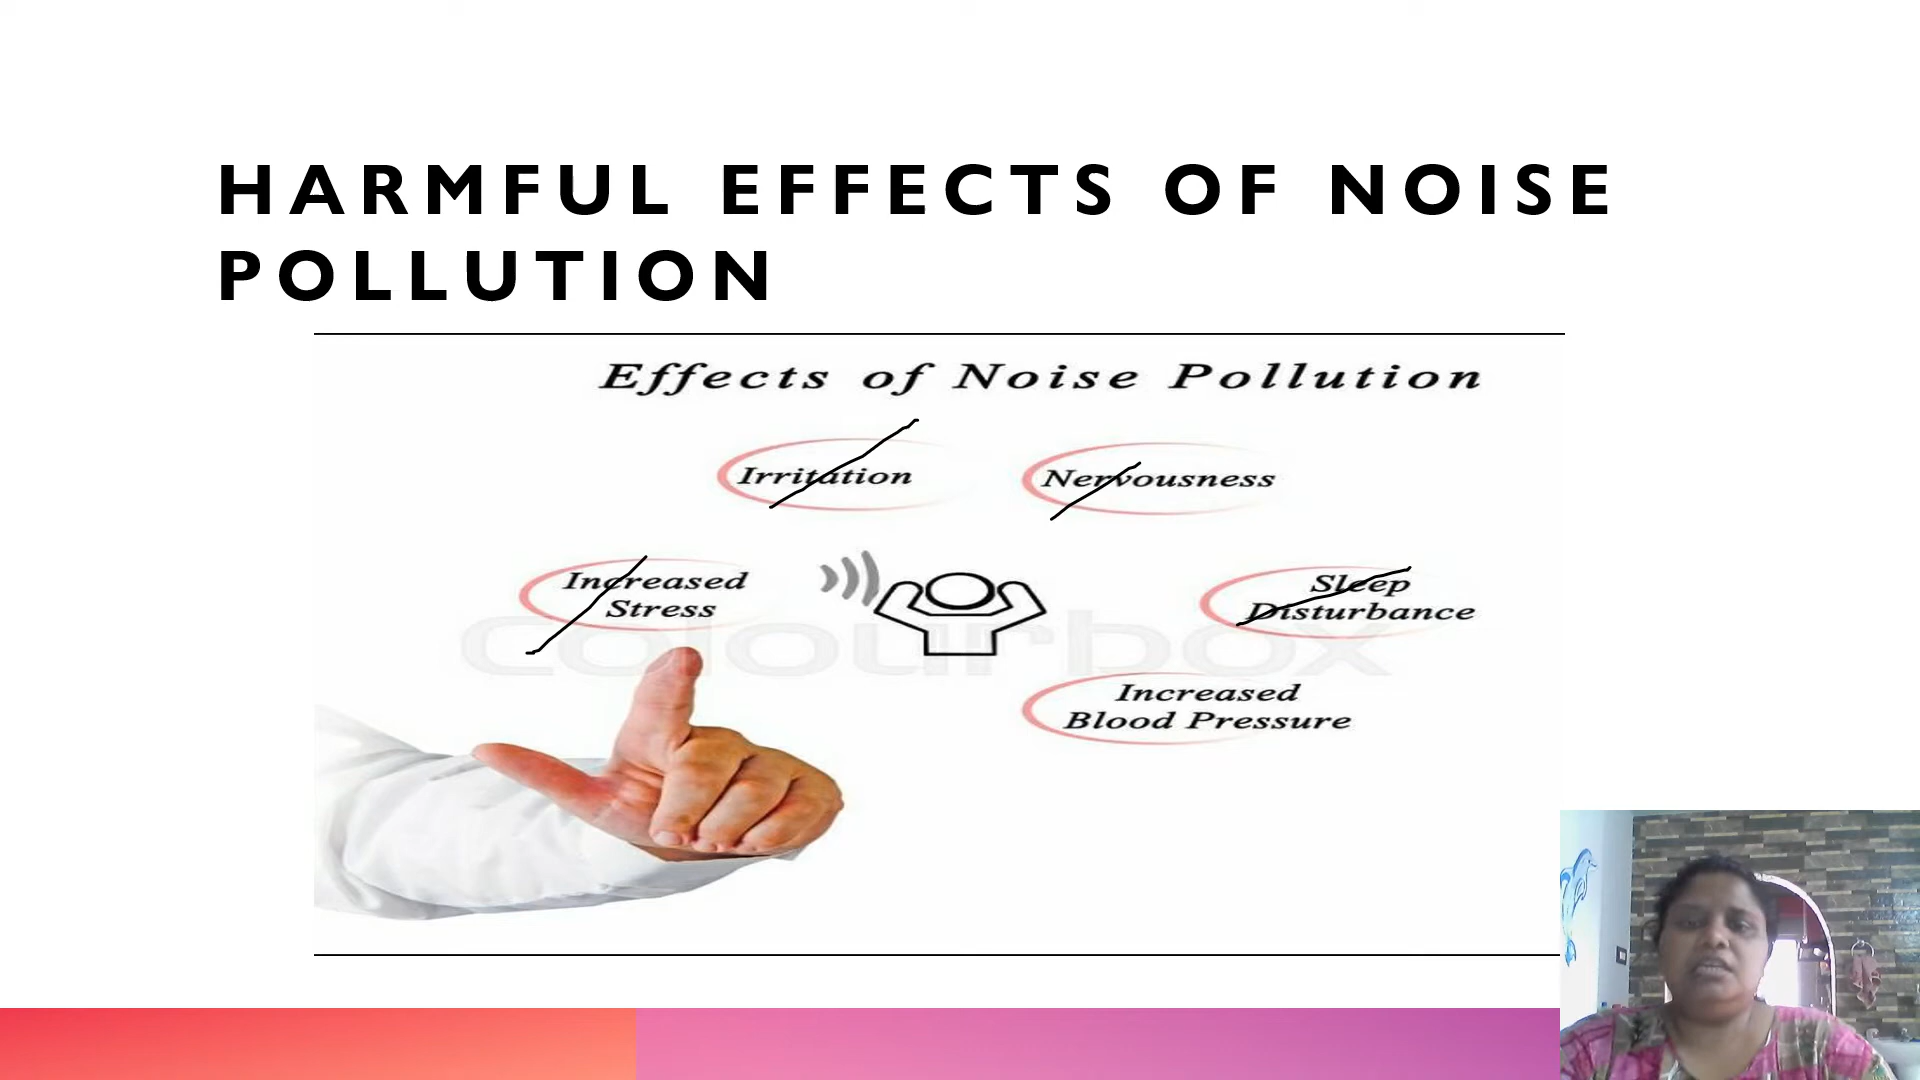 HARMFUL EFFECTS OF NOISE
POLLUTION
Effects of Noise Pollution
Irritation
Nervousness
Increased
Stress
Sleep
Disturbance
colourbox
Increased
Blood Pressure